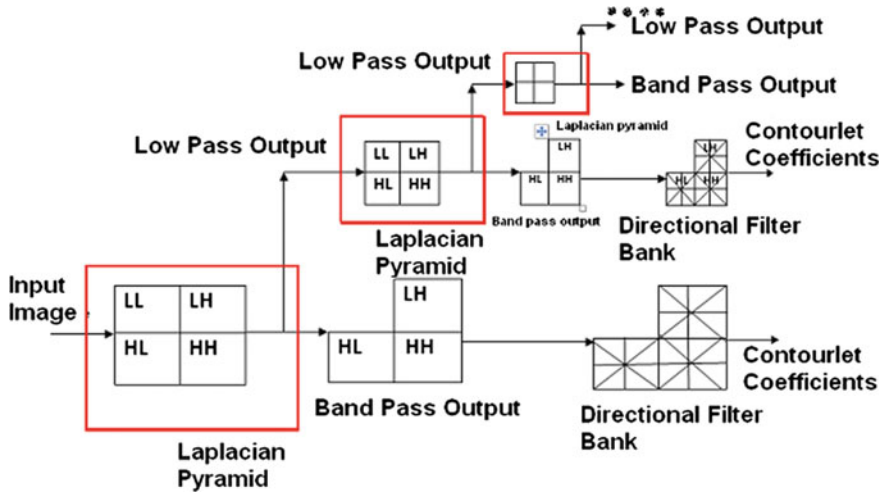 Low Pass Output
Low Pass Output
Band Pass Output
Laplacian pyramid
Contourlet
Coefficients
Low Pass Output
LL LH
HL HH
LH
HL HH
LH
HL HH
Band pass output
Directional Filter
Bank
Laplacian
Pyramid
Input
Image
LL LH
HL HH
LH
HL HH
Contourlet
Coefficients
Band Pass Output
Directional Filter
Bank
Laplacian
Pyramid